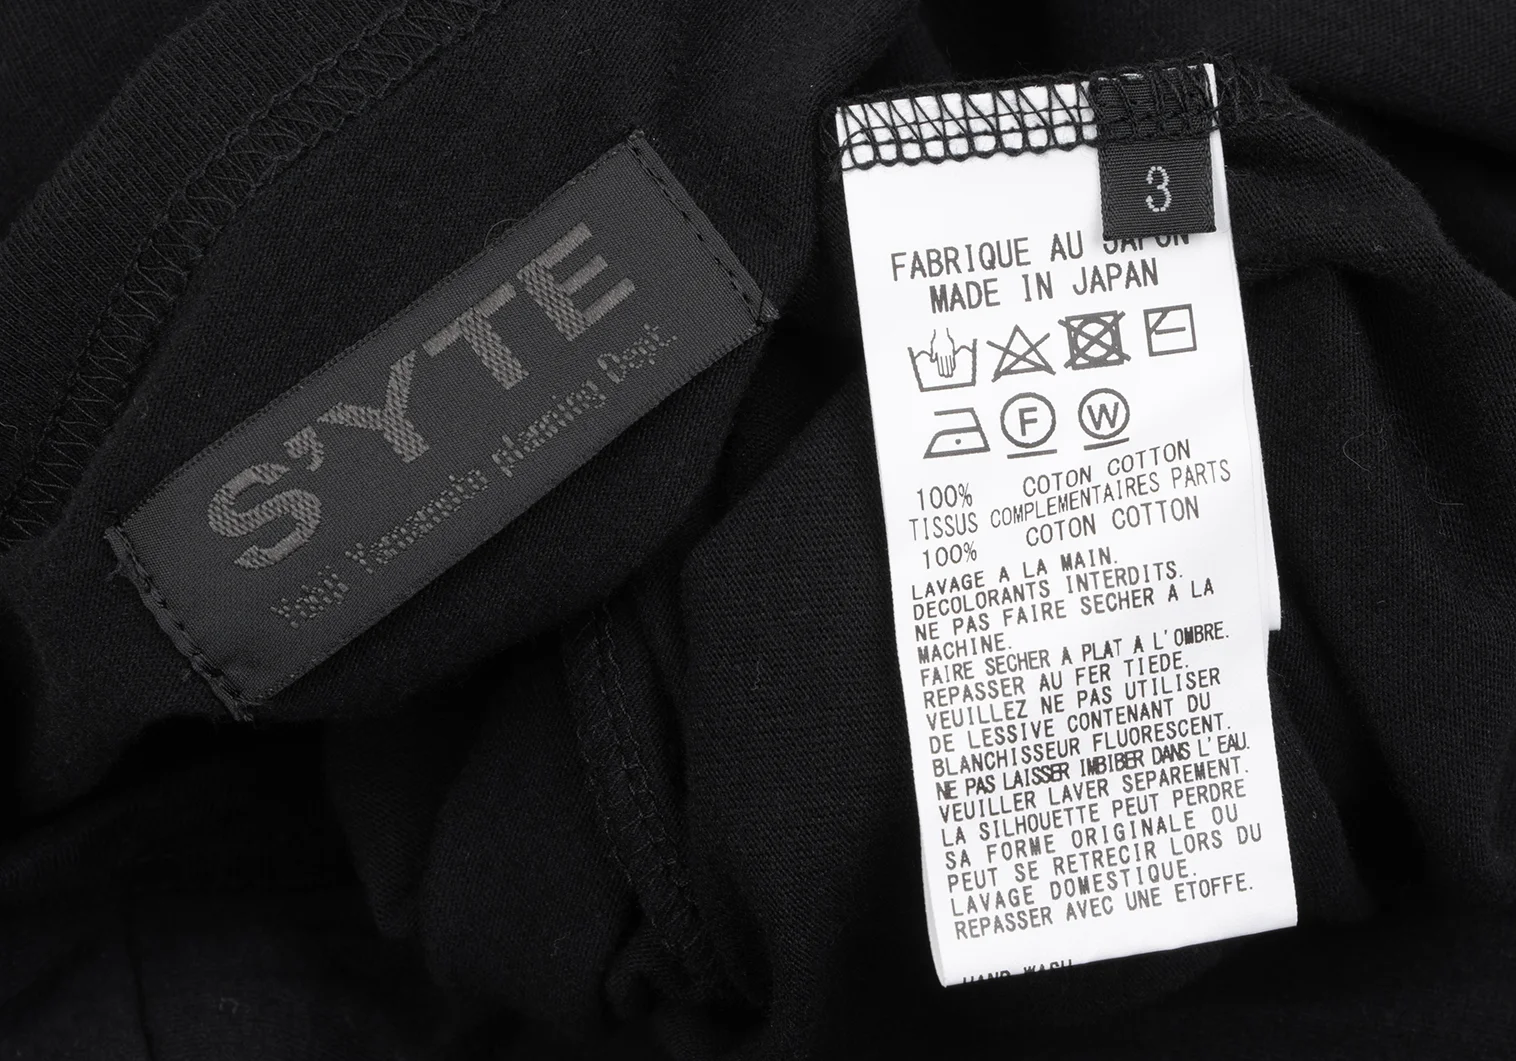 S'YTE
Yohji Yamamoto planning Dept.
3
FABRIQUE AU JAPON
MADE IN JAPAN
F
W
100% COTON COTTON
TISSUS COMPLEMENTAIRES PARTS
100% COTON COTTON
LAVAGE A LA MAIN.
DECOLORANTS INTERDITS.
NE PAS FAIRE SECHER A LA
MACHINE.
FAIRE SECHER A PLAT A L'OMBRE.
REPASSER AU FER TIEDE.
VEUILLEZ NE PAS UTILISER
DE LESSIVE CONTENANT DU
BLANCHISSEUR FLUORESCENT.
NE PAS LAISSER IMBIBER DANS L'EAU.
VEUILLER LAVER SEPAREMENT.
LA SILHOUETTE PEUT PERDRE
SA FORME ORIGINALE OU
PEUT SE RETRECIR LORS DU
LAVAGE DOMESTIQUE.
REPASSER AVEC UNE ETOFFE.
HAND WASH